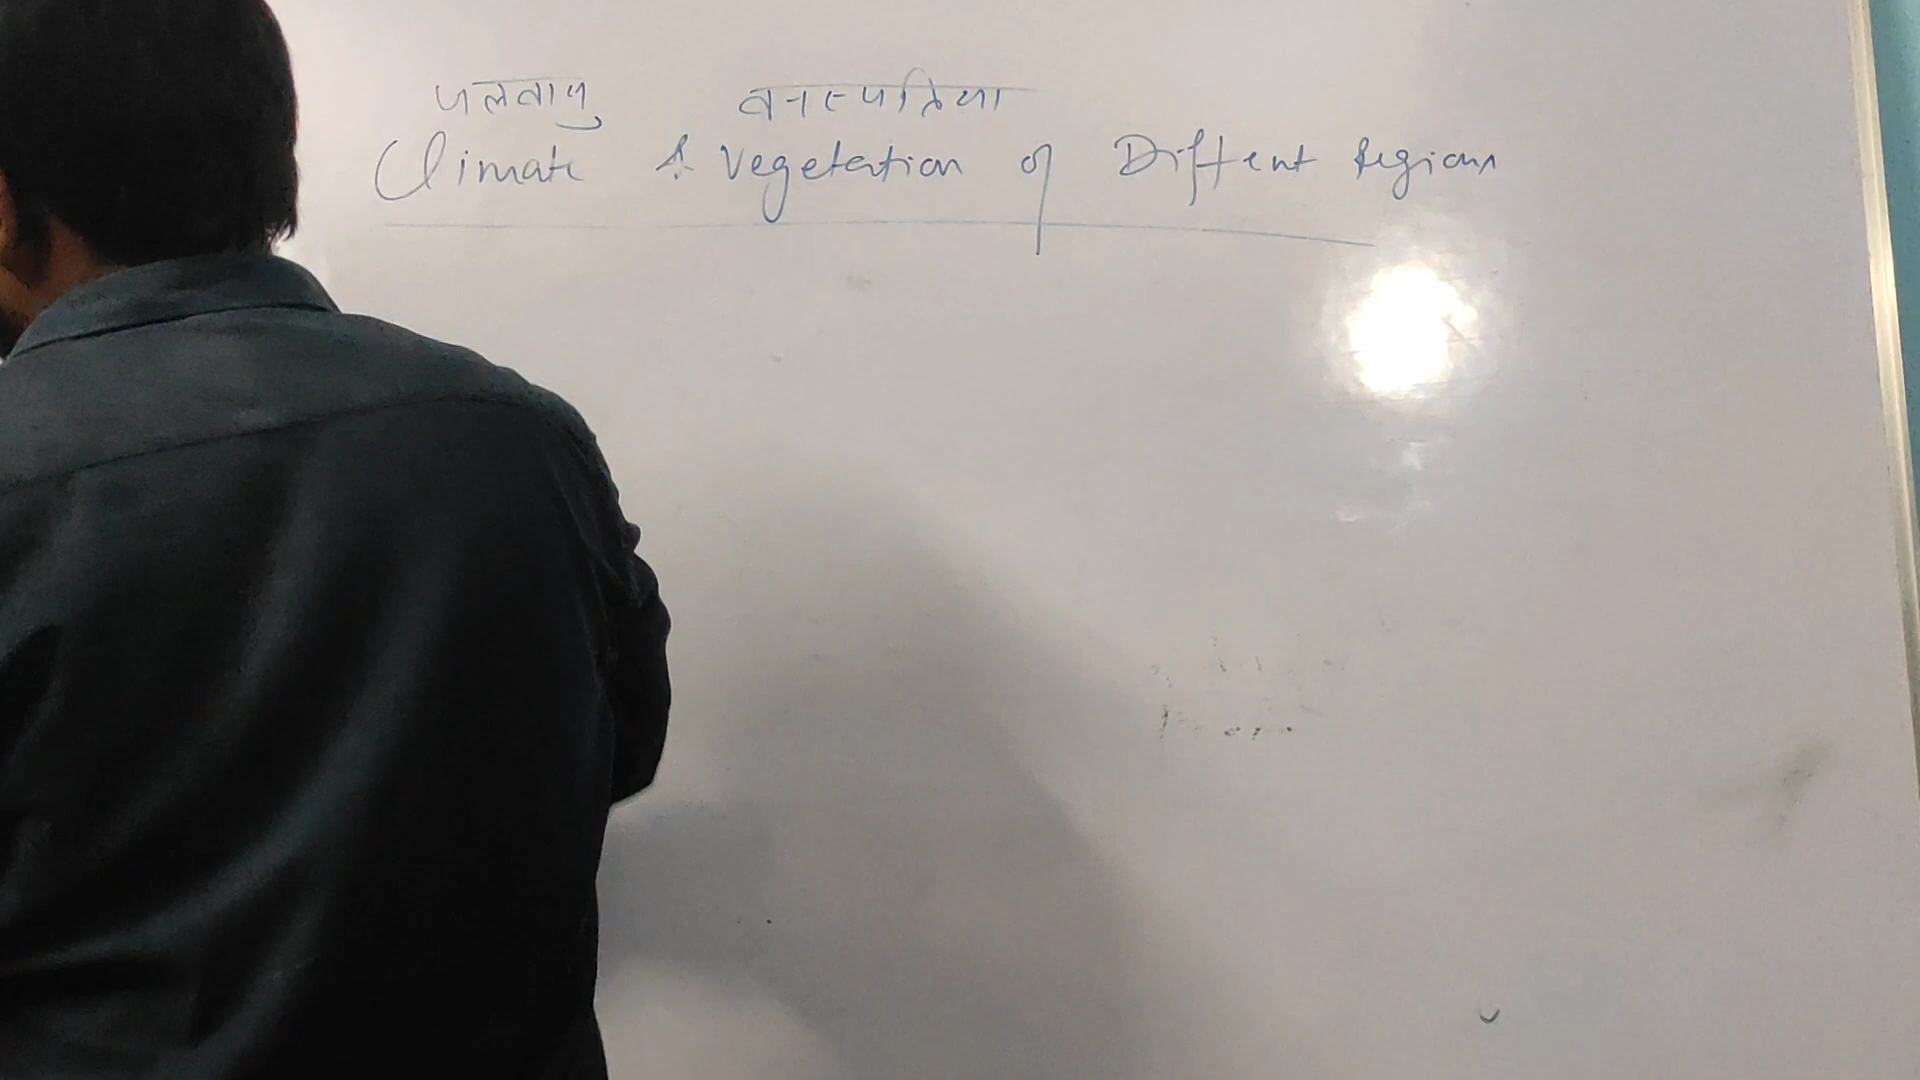 जलवायु वनस्पतिया
Climate & Vegetation of Diffent Regions